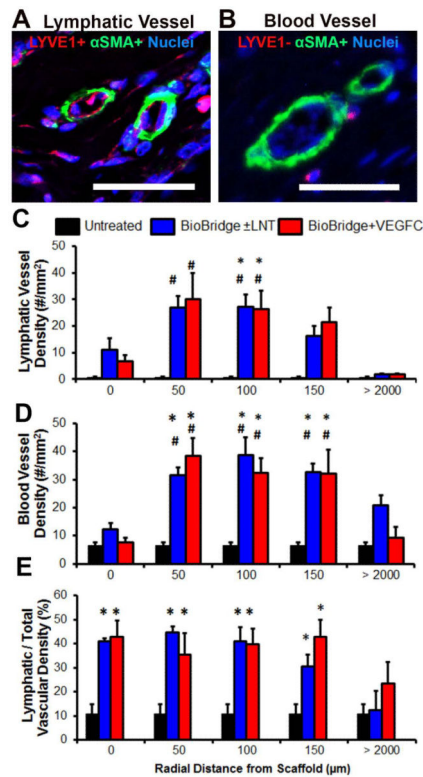 A Lymphatic Vessel
LYVE1+ αSMA+ Nuclei
B Blood Vessel
LYVE1- αSMA+ Nuclei
C
Untreated BioBridge ±LNT BioBridge+VEGFC
Lymphatic Vessel
Density (#/mm²)
40
30
20
10
0
# # * # * #
0 50 100 150 > 2000
D
Blood Vessel
Density (#/mm²)
50
40
30
20
10
0
* # * # * # * # * # * #
0 50 100 150 > 2000
E
Lymphatic / Total
Vascular Density (%)
60
50
40
30
20
10
0
* * * * * * * *
0 50 100 150 > 2000
Radial Distance from Scaffold (µm)